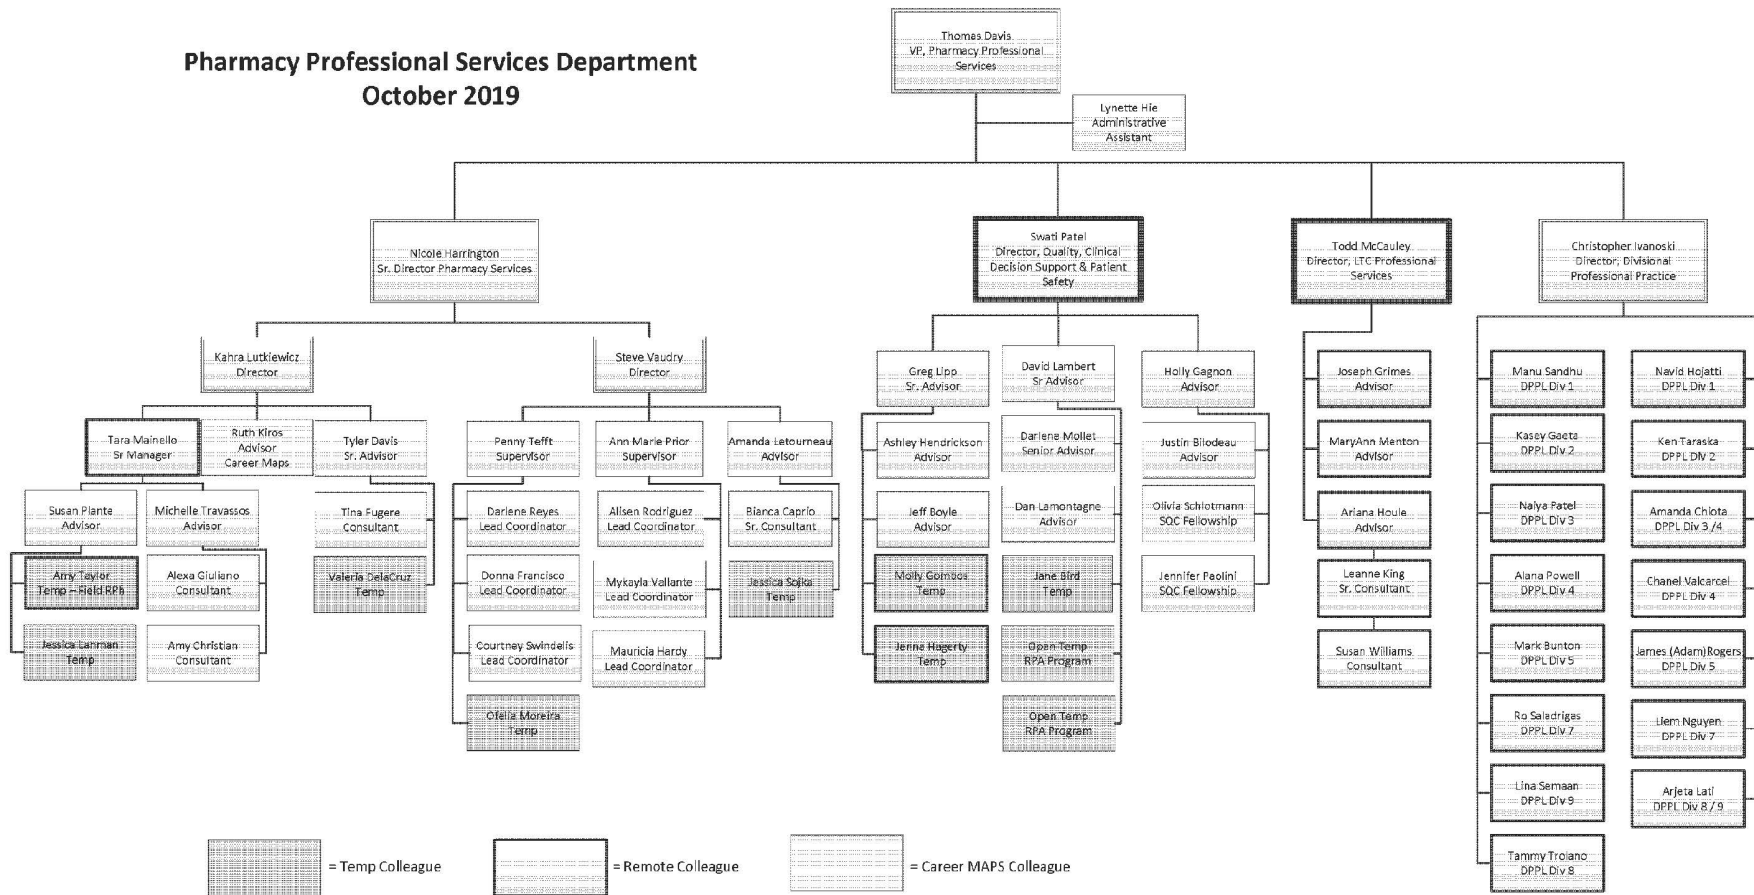 Pharmacy Professional Services Department
October 2019
Thomas Davis
VP, Pharmacy Professional
Services
Lynette Hie
Administrative
Assistant
Nicole Harrington
Sr. Director Pharmacy Services
Swati Patel
Director, Quality, Clinical
Decision Support & Patient
Safety
Todd McCauley
Director, LTC Professional
Services
Christopher Ivanoski
Director, Divisional
Professional Practice
Kahra Lutkiewicz
Director
Steve Vaudry
Director
Greg Lipp
Sr. Advisor
David Lambert
Sr Advisor
Holly Gagnon
Advisor
Tara Mainello
Sr Manager
Ruth Kiros
Advisor
Career Maps
Tyler Davis
Sr. Advisor
Penny Tefft
Supervisor
Ann Marie Prior
Supervisor
Amanda Letourneau
Advisor
Susan Plante
Advisor
Michelle Travassos
Advisor
Tina Fugere
Consultant
Valeria DelaCruz
Temp
Amy Taylor
Temp – Field RPh
Jessica Lanman
Temp
Alexa Giuliano
Consultant
Amy Christian
Consultant
Darlene Reyes
Lead Coordinator
Donna Francisco
Lead Coordinator
Courtney Swindells
Lead Coordinator
Ofelia Moreira
Temp
Alisen Rodriguez
Lead Coordinator
Mykayla Vallante
Lead Coordinator
Mauricia Hardy
Lead Coordinator
Bianca Caprio
Sr. Consultant
Jessica Sojka
Temp
Ashley Hendrickson
Advisor
Jeff Boyle
Advisor
Molly Gombos
Temp
Jenna Hagerty
Temp
Darlene Mollet
Senior Advisor
Dan Lamontagne
Advisor
Jane Bird
Temp
Open Temp
RPA Program
Open Temp
RPA Program
Justin Bilodeau
Advisor
Olivia Schlotmann
SQC Fellowship
Jennifer Paolini
SQC Fellowship
Joseph Grimes
Advisor
MaryAnn Menton
Advisor
Ariana Houle
Advisor
Leanne King
Sr. Consultant
Susan Williams
Consultant
Manu Sandhu
DPPL Div 1
Kasey Gaeta
DPPL Div 2
Naiya Patel
DPPL Div 3
Alana Powell
DPPL Div 4
Mark Bunton
DPPL Div 5
Ro Saladrigas
DPPL Div 7
Lina Semaan
DPPL Div 9
Tammy Troiano
DPPL Div 8
Navid Hojatti
DPPL Div 1
Ken Taraska
DPPL Div 2
Amanda Chiota
DPPL Div 3 /4
Chanel Valcarcel
DPPL Div 4
James (Adam)Rogers
DPPL Div 5
Liem Nguyen
DPPL Div 7
Arjeta Lati
DPPL Div 8 / 9
= Temp Colleague
= Remote Colleague
= Career MAPS Colleague